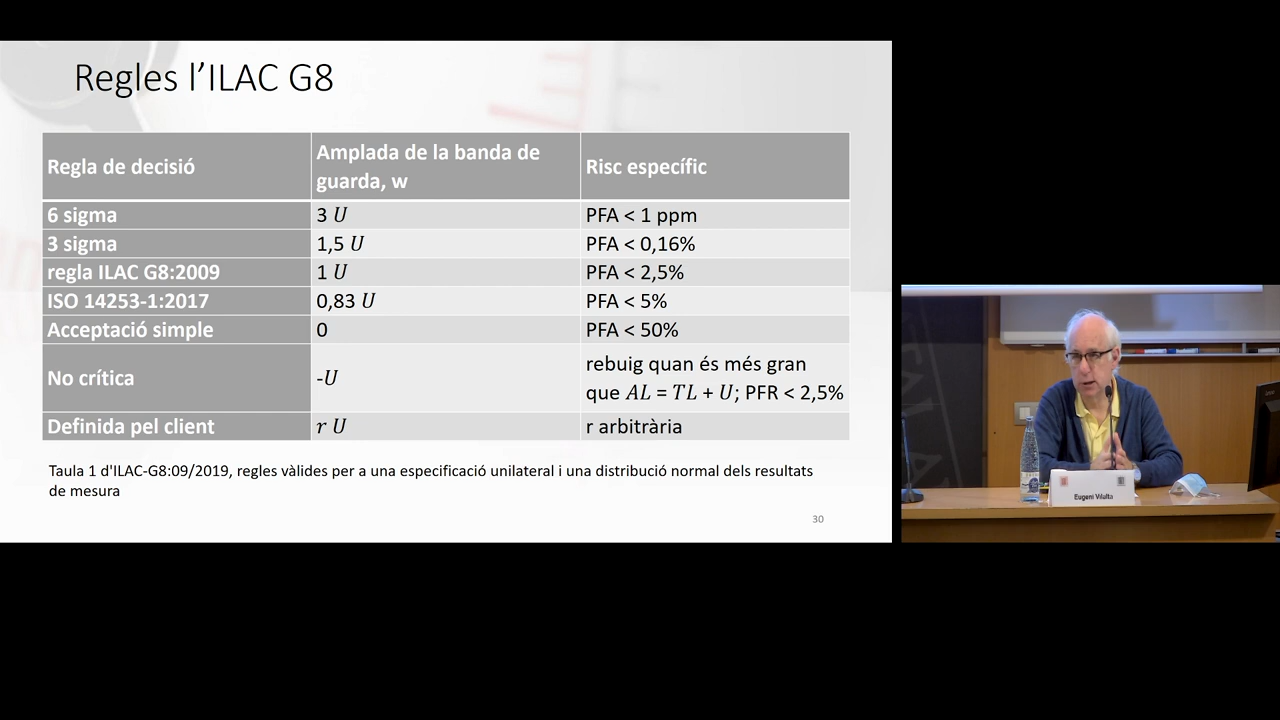 Regles l’ILAC G8
Regla de decisió
Amplada de la banda de
guarda, w
Risc específic
6 sigma
3 U
PFA < 1 ppm
3 sigma
1,5 U
PFA < 0,16%
regla ILAC G8:2009
1 U
PFA < 2,5%
ISO 14253-1:2017
0,83 U
PFA < 5%
Acceptació simple
0
PFA < 50%
No crítica
-U
rebuig quan és més gran
que AL = TL + U; PFR < 2,5%
Definida pel client
r U
r arbitrària
Taula 1 d'ILAC-G8:09/2019, regles vàlides per a una especificació unilateral i una distribució normal dels resultats
de mesura
30
Eugeni Vilalta